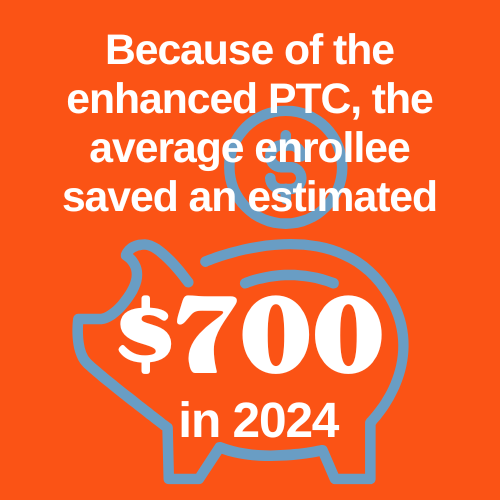 Because of the
enhanced PTC, the
average enrollee
saved an estimated
$
$700
in 2024